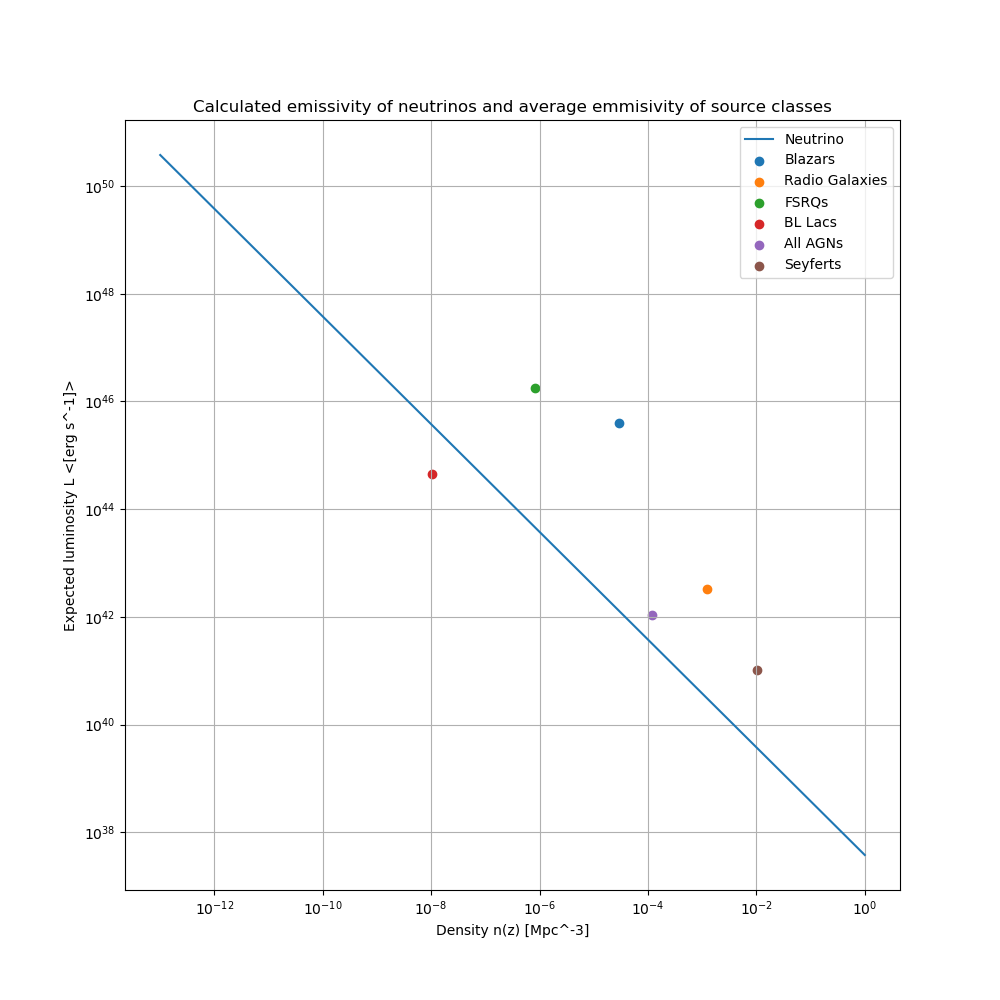 Calculated emissivity of neutrinos and average emmisivity of source classes
Neutrino
Blazars
Radio Galaxies
FSRQs
BL Lacs
All AGNs
Seyferts
Expected luminosity L <[erg s^-1]>
10^50
10^48
10^46
10^44
10^42
10^40
10^38
10^-12 10^-10 10^-8 10^-6 10^-4 10^-2 10^0
Density n(z) [Mpc^-3]